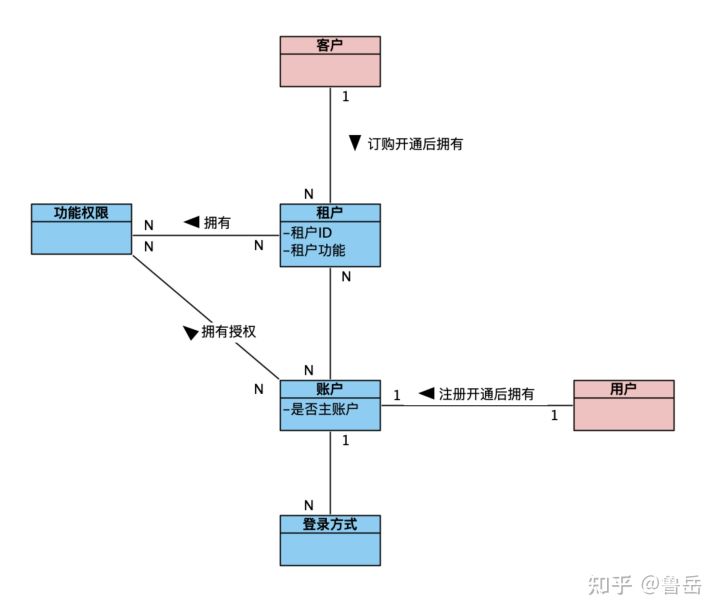 客户
1
订购开通后拥有
N
功能权限
租户
N
拥有
N
N
-租户ID
-租户功能
N
拥有授权
N
N
账户
-是否主账户
1
注册开通后拥有
1
用户
1
N
登录方式
知乎 @鲁岳